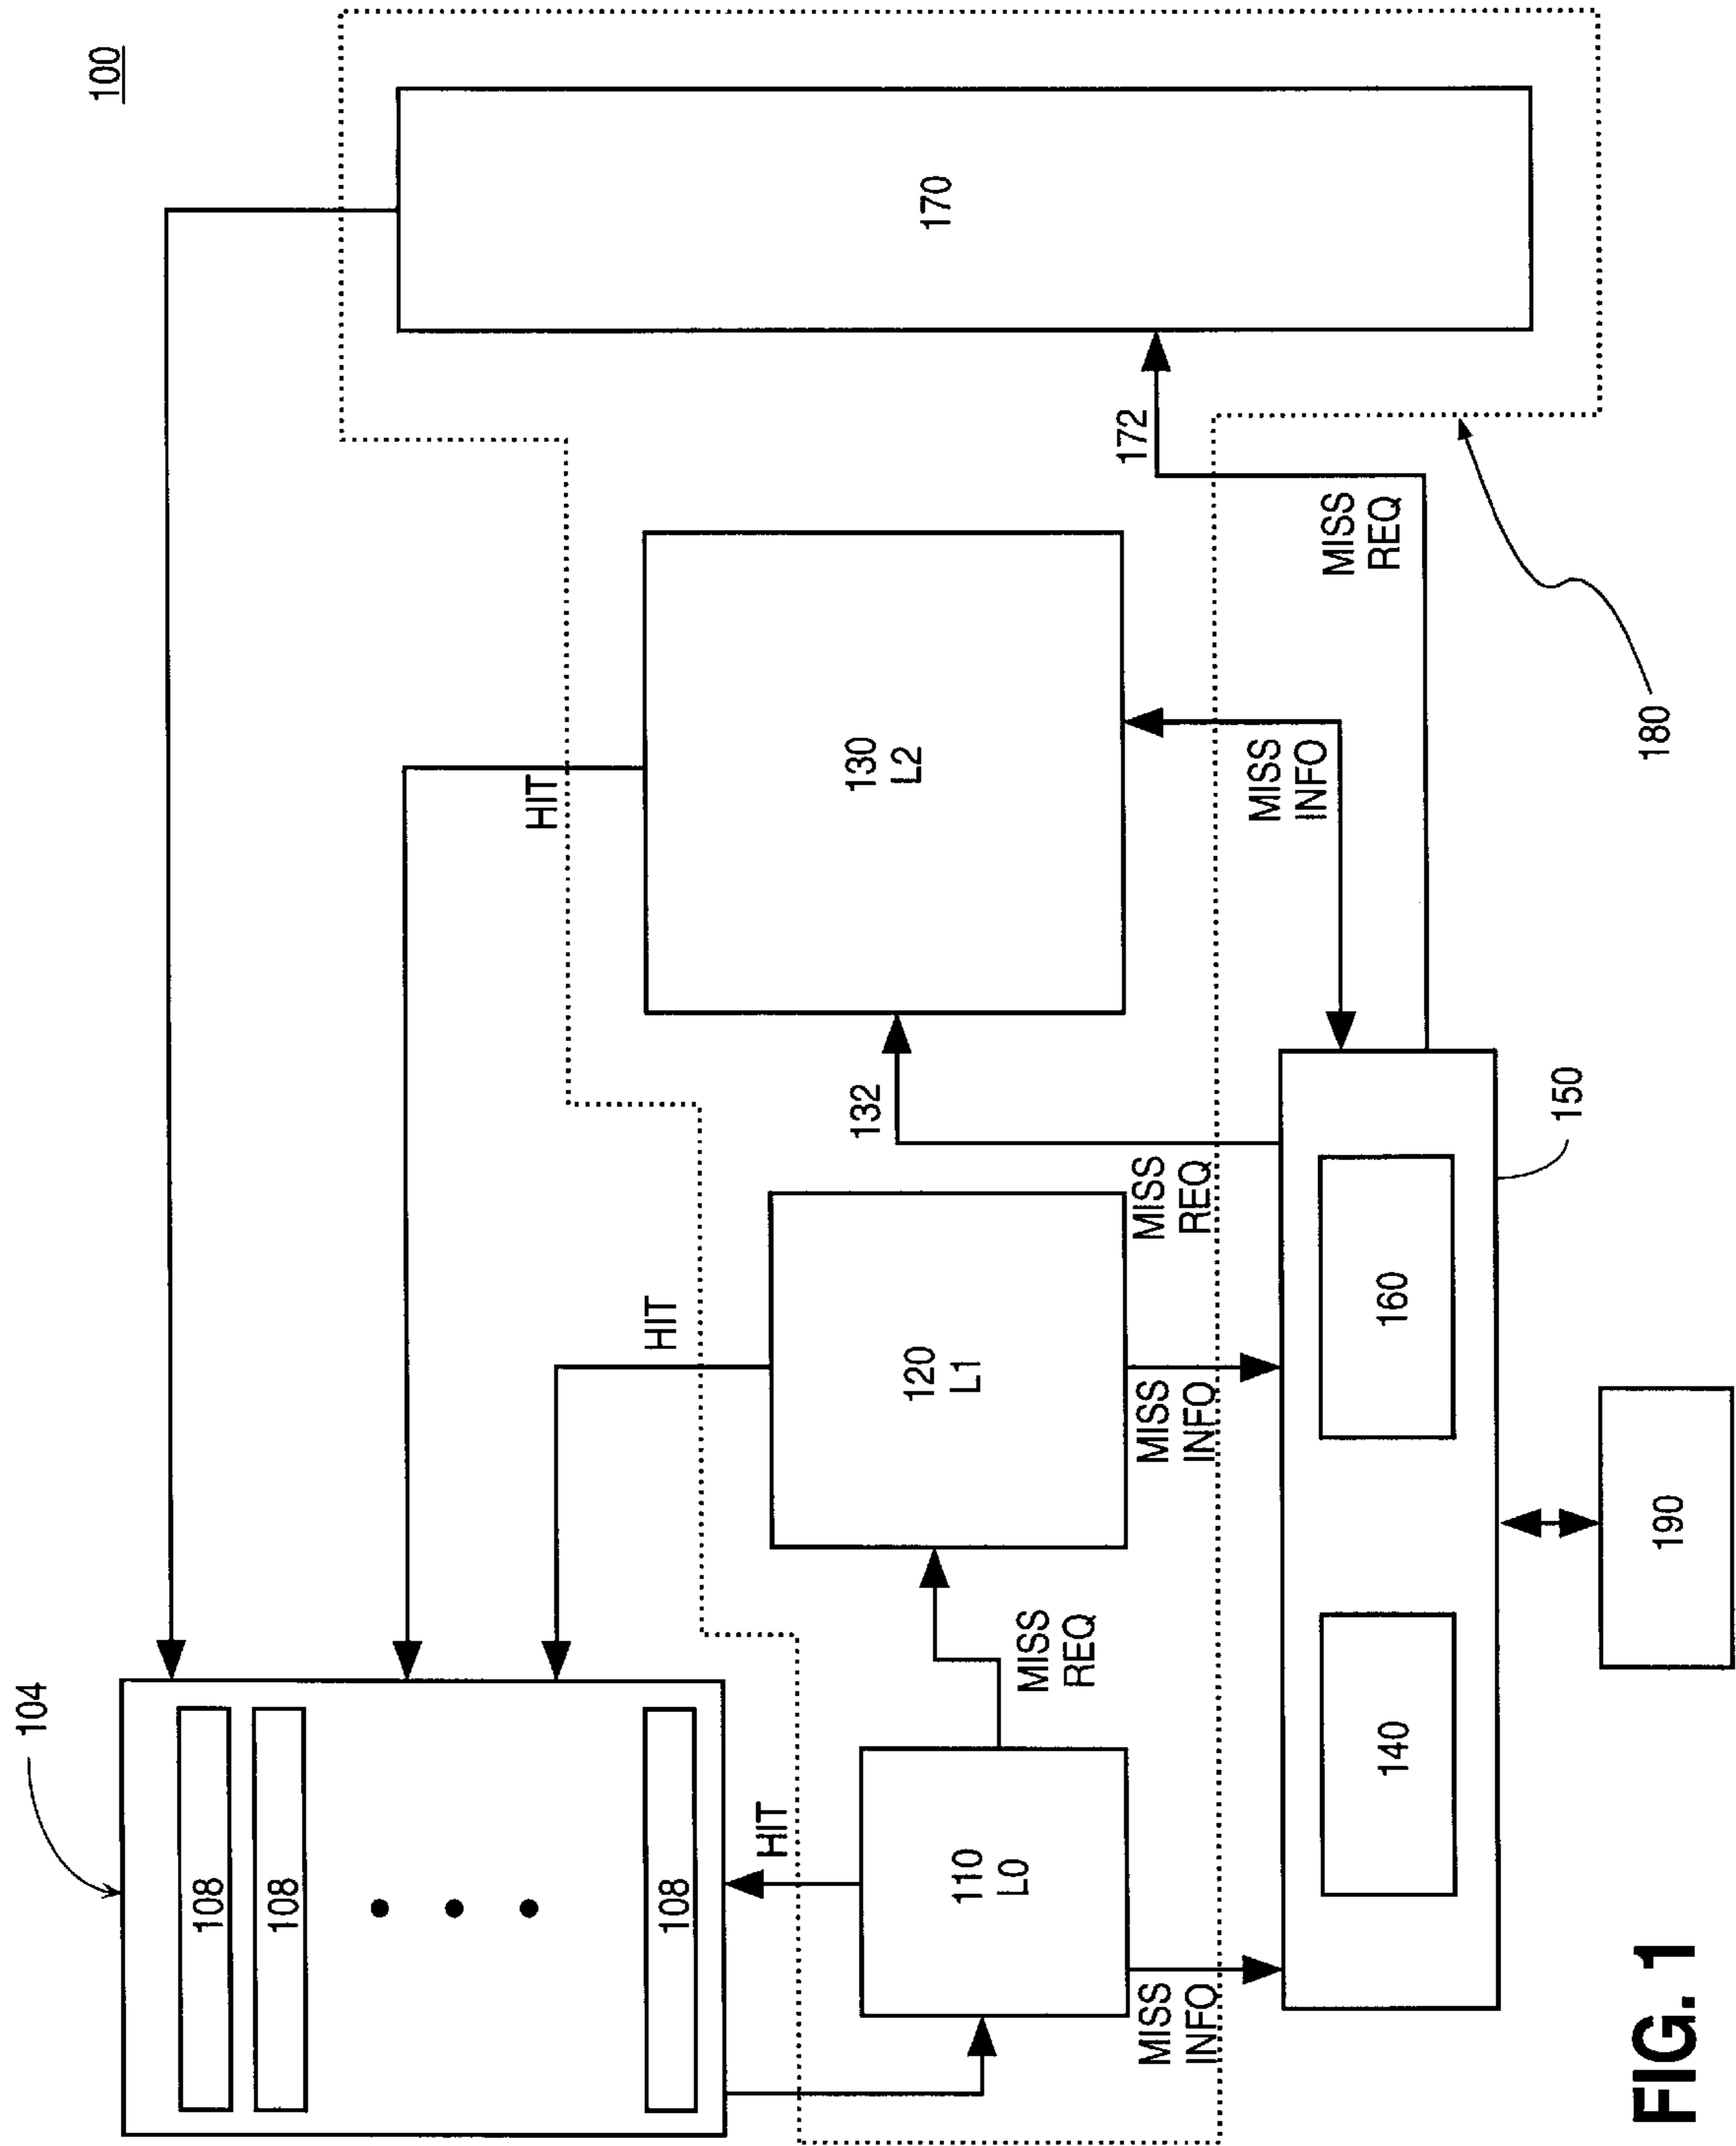 100
104
108
108
108
HIT
HIT
HIT
110
L0
120
L1
130
L2
170
132
172
MISS
REQ
MISS
INFO
MISS
INFO
MISS
REQ
MISS
INFO
MISS
REQ
140
160
150
180
190
FIG. 1